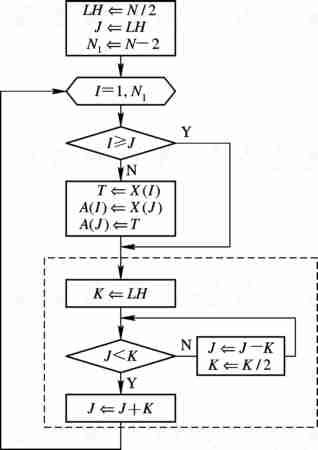 LH ⇐ N / 2
J ⇐ LH
N₁ ⇐ N − 2
I = 1, N₁
I ⩾ J
Y
N
T ⇐ X ( I )
A( I ) ⇐ X ( J )
A( J ) ⇐ T
K ⇐ LH
J < K
N
J ⇐ J − K
K ⇐ K / 2
Y
J ⇐ J + K